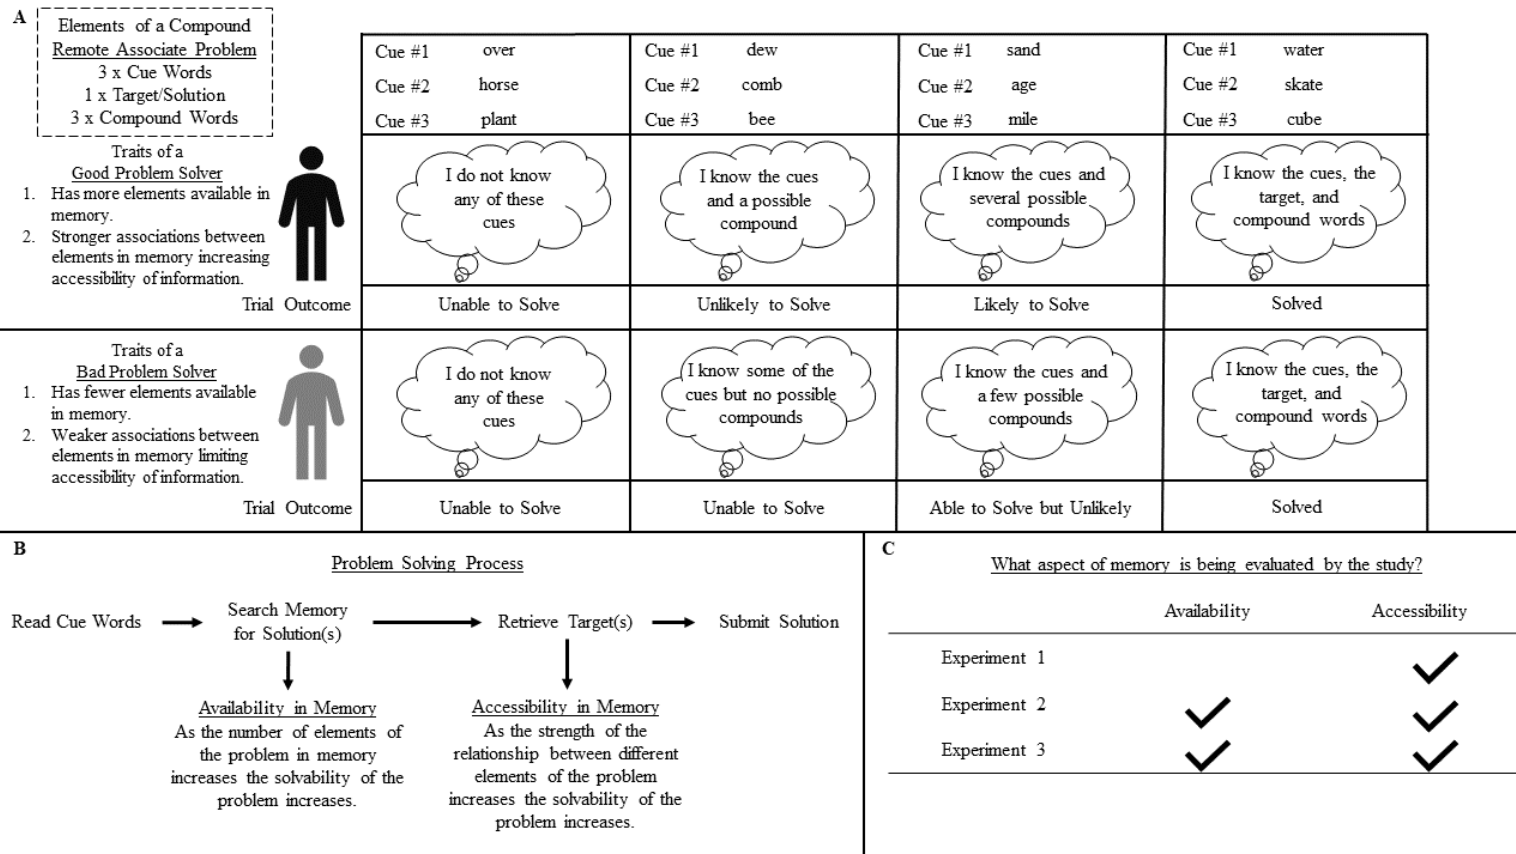 A
Elements of a Compound
Remote Associate Problem
3 x Cue Words
1 x Target/Solution
3 x Compound Words
Cue #1 over
Cue #2 horse
Cue #3 plant
Cue #1 dew
Cue #2 comb
Cue #3 bee
Cue #1 sand
Cue #2 age
Cue #3 mile
Cue #1 water
Cue #2 skate
Cue #3 cube
Traits of a
Good Problem Solver
1. Has more elements available in
memory.
2. Stronger associations between
elements in memory increasing
accessibility of information.
I do not know
any of these
cues
I know the cues
and a possible
compound
I know the cues and
several possible
compounds
I know the cues, the
target, and
compound words
Trial Outcome
Unable to Solve
Unlikely to Solve
Likely to Solve
Solved
Traits of a
Bad Problem Solver
1. Has fewer elements available
in memory.
2. Weaker associations between
elements in memory limiting
accessibility of information.
I do not know
any of these
cues
I know some of the
cues but no possible
compounds
I know the cues and
a few possible
compounds
I know the cues, the
target, and
compound words
Trial Outcome
Unable to Solve
Unable to Solve
Able to Solve but Unlikely
Solved
B
Problem Solving Process
Read Cue Words
Search Memory
for Solution(s)
Retrieve Target(s)
Submit Solution
Availability in Memory
As the number of elements of
the problem in memory
increases the solvability of the
problem increases.
Accessibility in Memory
As the strength of the
relationship between different
elements of the problem
increases the solvability of the
problem increases.
C
What aspect of memory is being evaluated by the study?
Availability Accessibility
Experiment 1
Experiment 2
Experiment 3